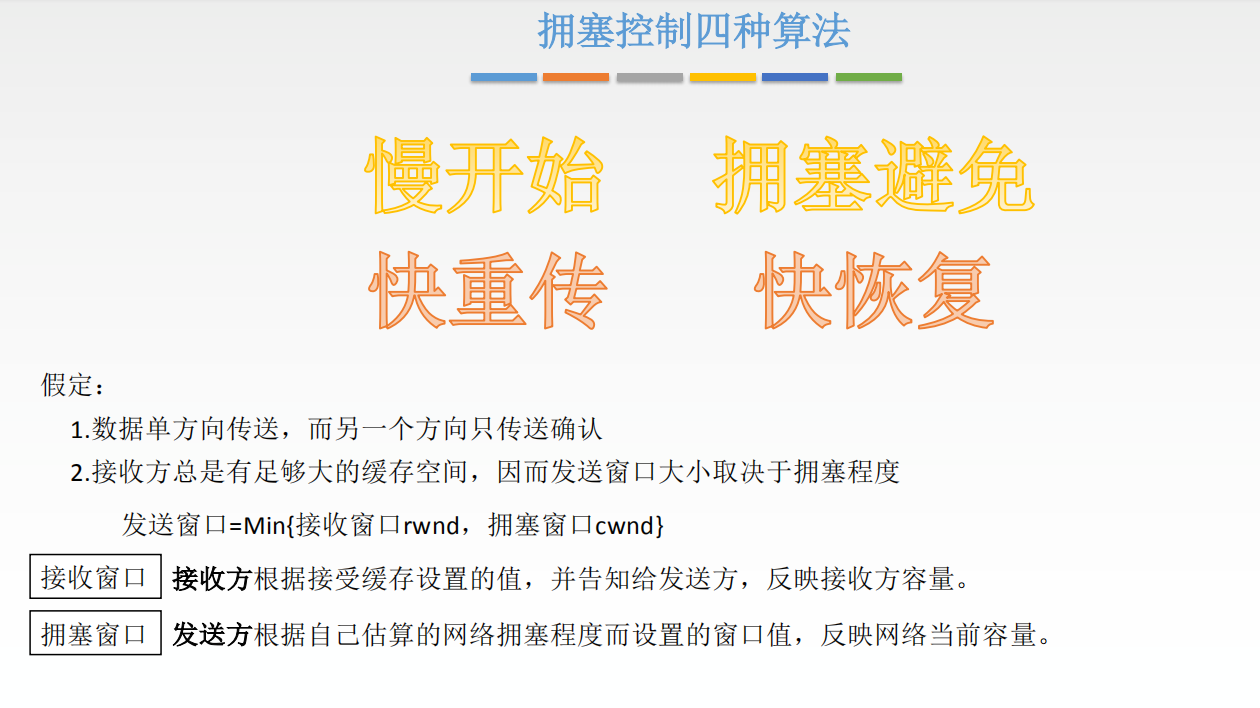 拥塞控制四种算法
慢开始 拥塞避免
快重传 快恢复
假定：
1.数据单方向传送，而另一个方向只传送确认
2.接收方总是有足够大的缓存空间，因而发送窗口大小取决于拥塞程度
发送窗口=Min{接收窗口rwnd，拥塞窗口cwnd}
接收窗口 接收方根据接受缓存设置的值，并告知给发送方，反映接收方容量。
拥塞窗口 发送方根据自己估算的网络拥塞程度而设置的窗口值，反映网络当前容量。